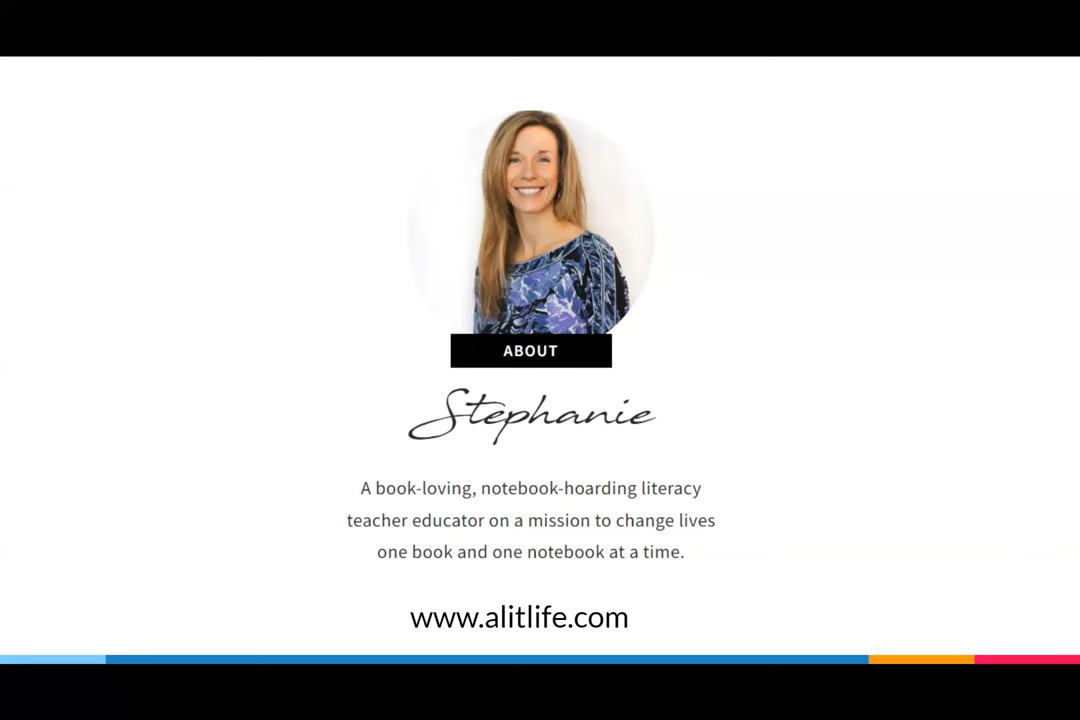 ABOUT
Stephanie
A book-loving, notebook-hoarding literacy
teacher educator on a mission to change lives
one book and one notebook at a time.
www.alitlife.com